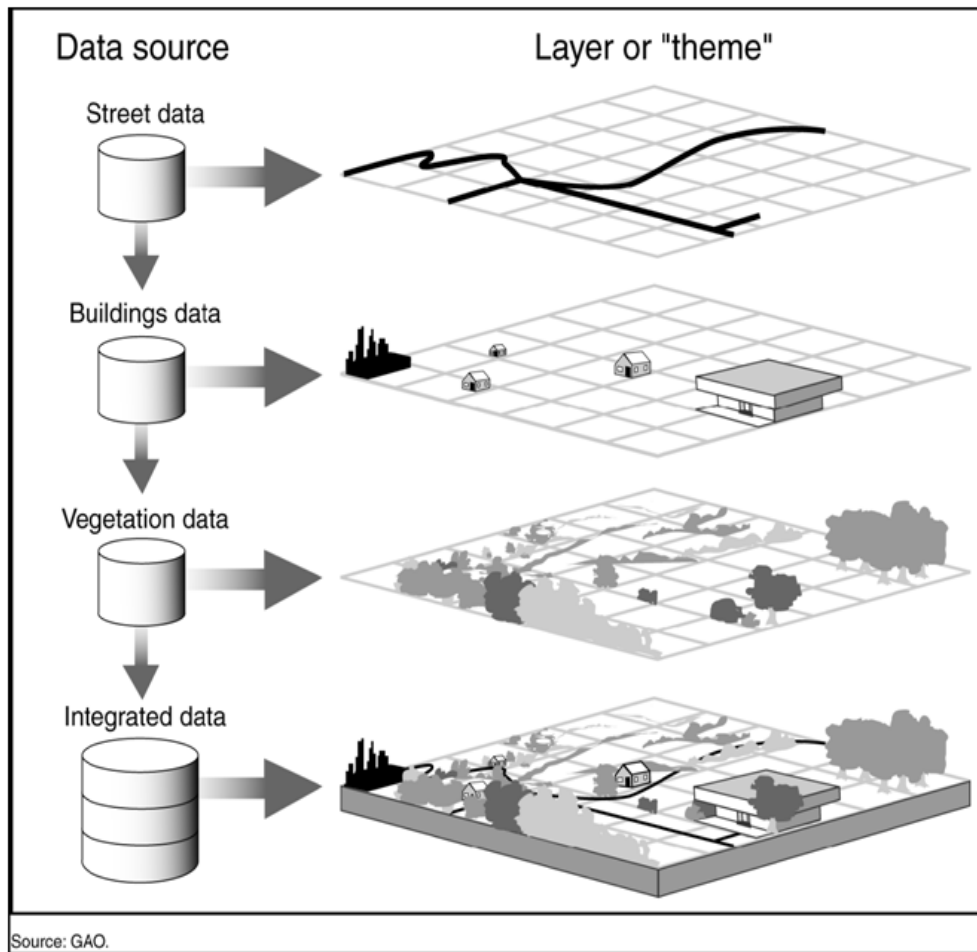 Data source
Layer or "theme"
Street data
Buildings data
Vegetation data
Integrated data
Source: GAO.